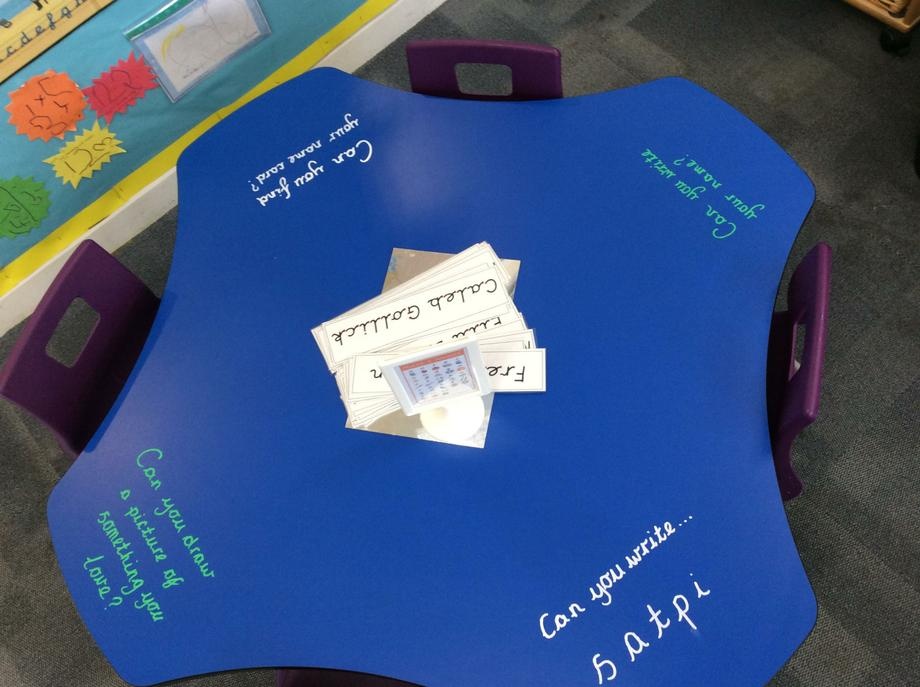 Can you find
your name card?
Can you write
your name?
Caleb Gollick
Can you draw
a picture of
something you
love?
Can you write...
s a t p i